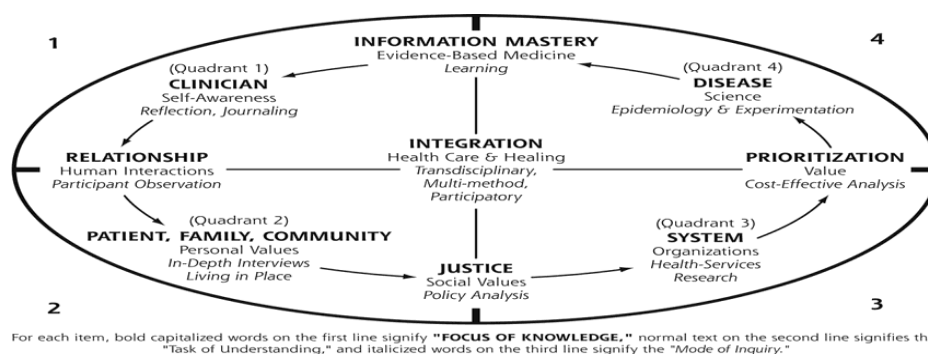 1
4
INFORMATION MASTERY
Evidence-Based Medicine
Learning
(Quadrant 1)
CLINICIAN
Self-Awareness
Reflection, Journaling
(Quadrant 4)
DISEASE
Science
Epidemiology & Experimentation
RELATIONSHIP
Human Interactions
Participant Observation
INTEGRATION
Health Care & Healing
Transdisciplinary,
Multi-method,
Participatory
PRIORITIZATION
Value
Cost-Effective Analysis
(Quadrant 2)
PATIENT, FAMILY, COMMUNITY
Personal Values
In-Depth Interviews
Living in Place
JUSTICE
Social Values
Policy Analysis
(Quadrant 3)
SYSTEM
Organizations
Health-Services
Research
2
3
For each item, bold capitalized words on the first line signify "FOCUS OF KNOWLEDGE," normal text on the second line signifies th
"Task of Understanding," and italicized words on the third line signify the "Mode of Inquiry."